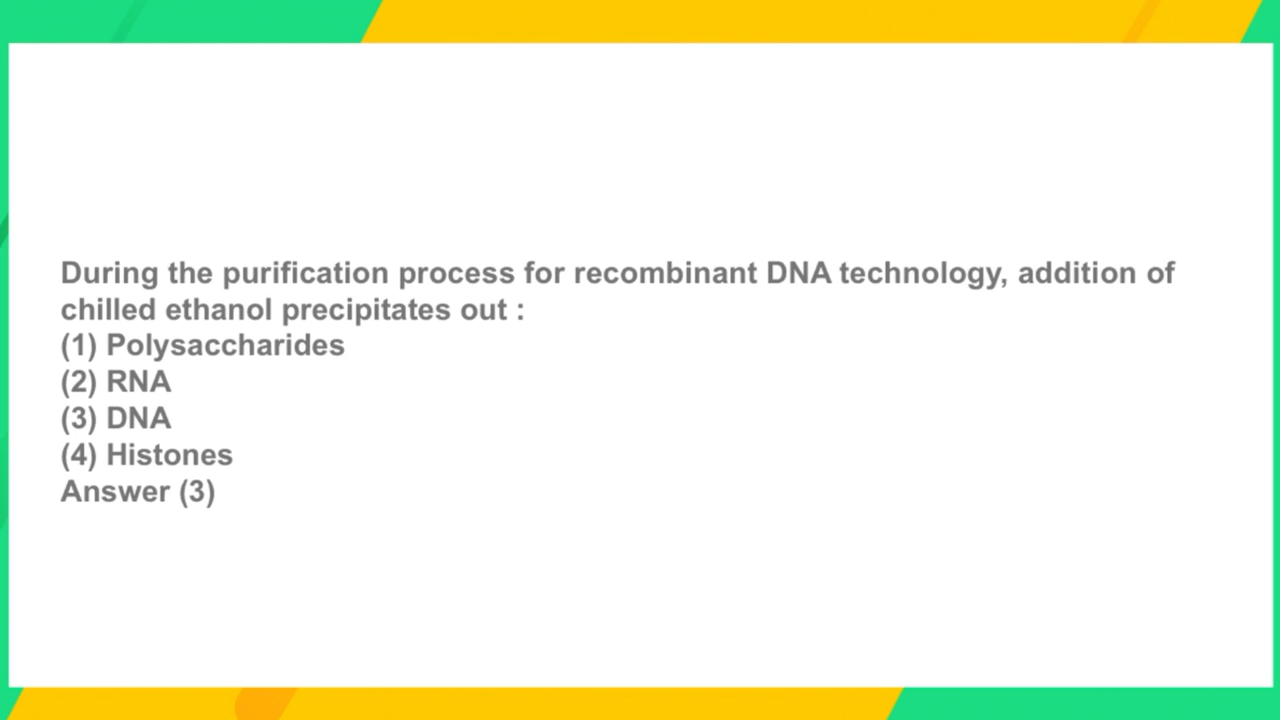 During the purification process for recombinant DNA technology, addition of
chilled ethanol precipitates out :
(1) Polysaccharides
(2) RNA
(3) DNA
(4) Histones
Answer (3)